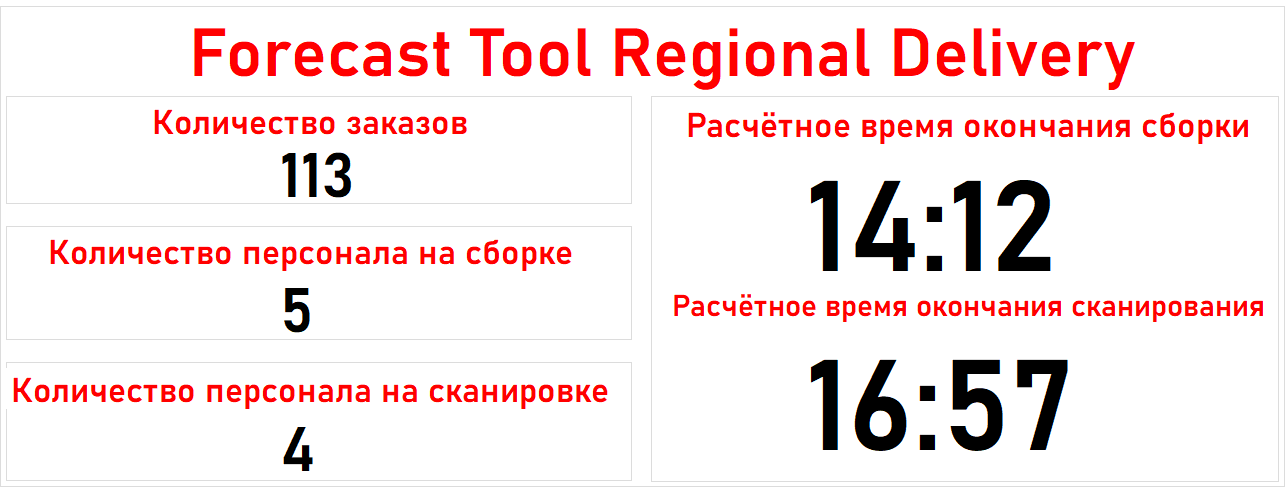 Forecast Tool Regional Delivery
Количество заказов
113
Количество персонала на сборке
5
Количество персонала на сканировке
4
Расчётное время окончания сборки
14:12
Расчётное время окончания сканирования
16:57